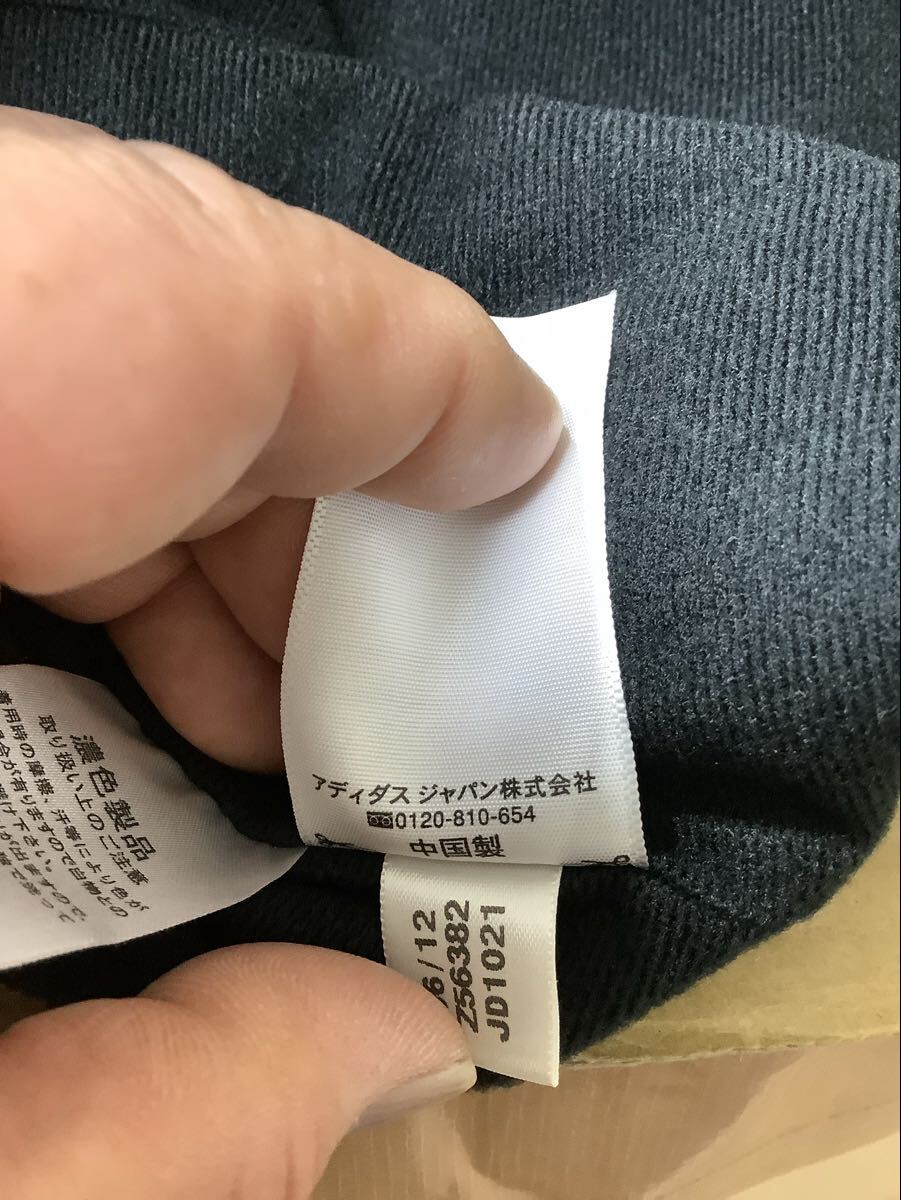 アディダス ジャパン株式会社
0120-810-654
中国製
6/12
Z56382
JD1021
濃色製品
取り扱い上のご注意
着用時の摩擦、汗等により色が